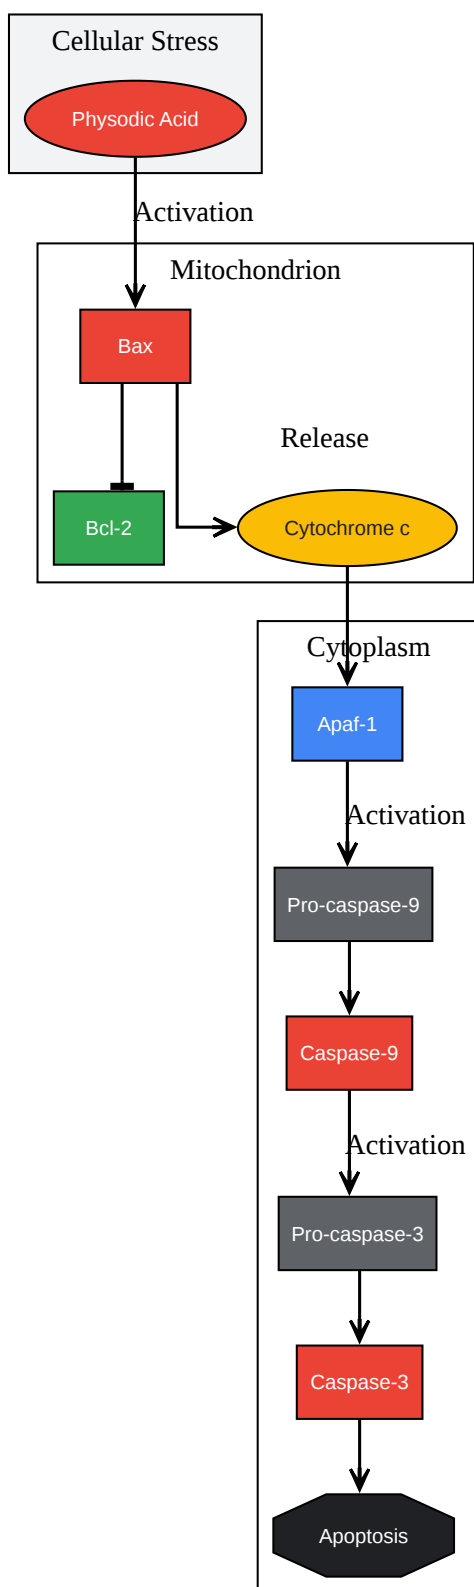 Cellular Stress
Physodic Acid
Activation
Mitochondrion
Bax
Release
Bcl-2
Cytochrome c
Cytoplasm
Apaf-1
Activation
Pro-caspase-9
Caspase-9
Activation
Pro-caspase-3
Caspase-3
Apoptosis